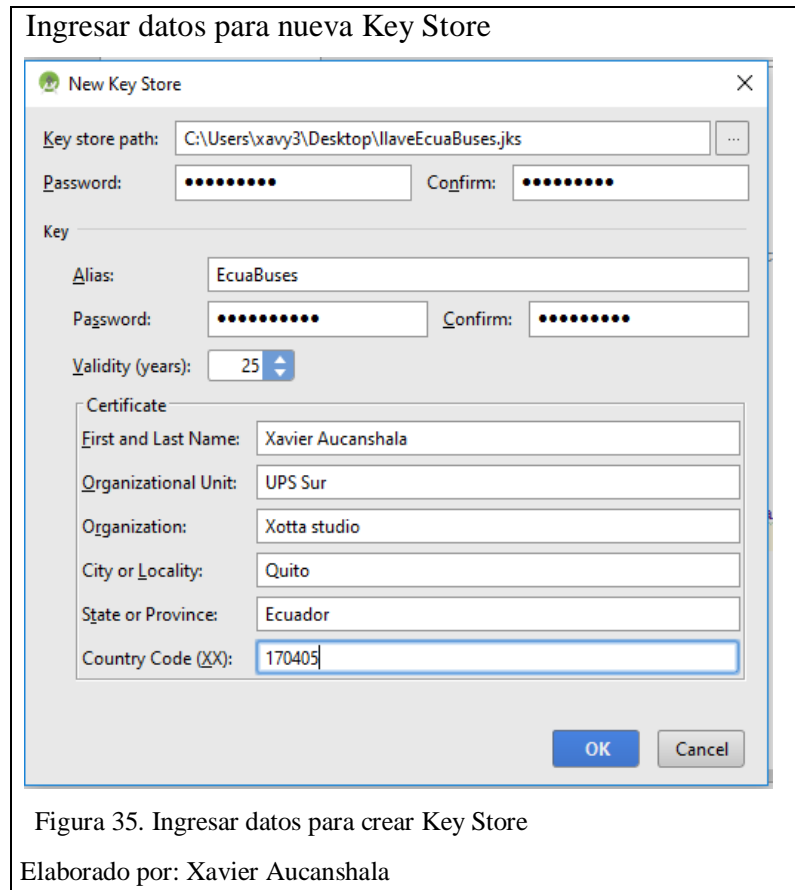 Ingresar datos para nueva Key Store
New Key Store
Key store path: C:\Users\xavy3\Desktop\llaveEcuaBuses.jks ...
Password: ●●●●●●●●● Confirm: ●●●●●●●●●
Key
Alias: EcuaBuses
Password: ●●●●●●●●●● Confirm: ●●●●●●●●●
Validity (years): 25
Certificate
First and Last Name: Xavier Aucanshala
Organizational Unit: UPS Sur
Organization: Xotta studio
City or Locality: Quito
State or Province: Ecuador
Country Code (XX): 170405
OK Cancel
Figura 35. Ingresar datos para crear Key Store
Elaborado por: Xavier Aucanshala